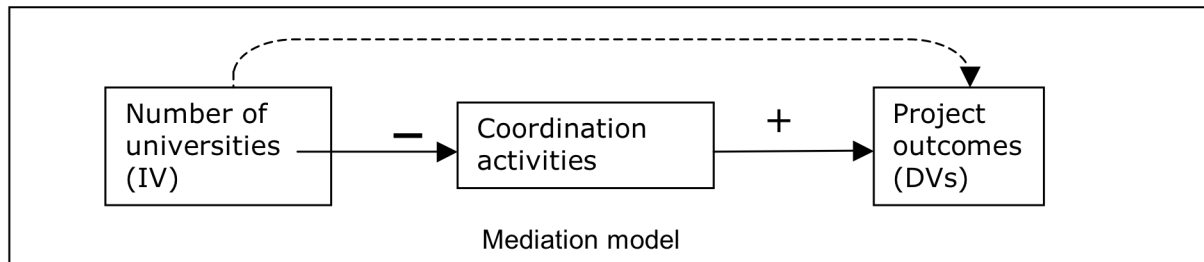 Number of
universities
(IV)
−
Coordination
activities
+
Project
outcomes
(DVs)
Mediation model